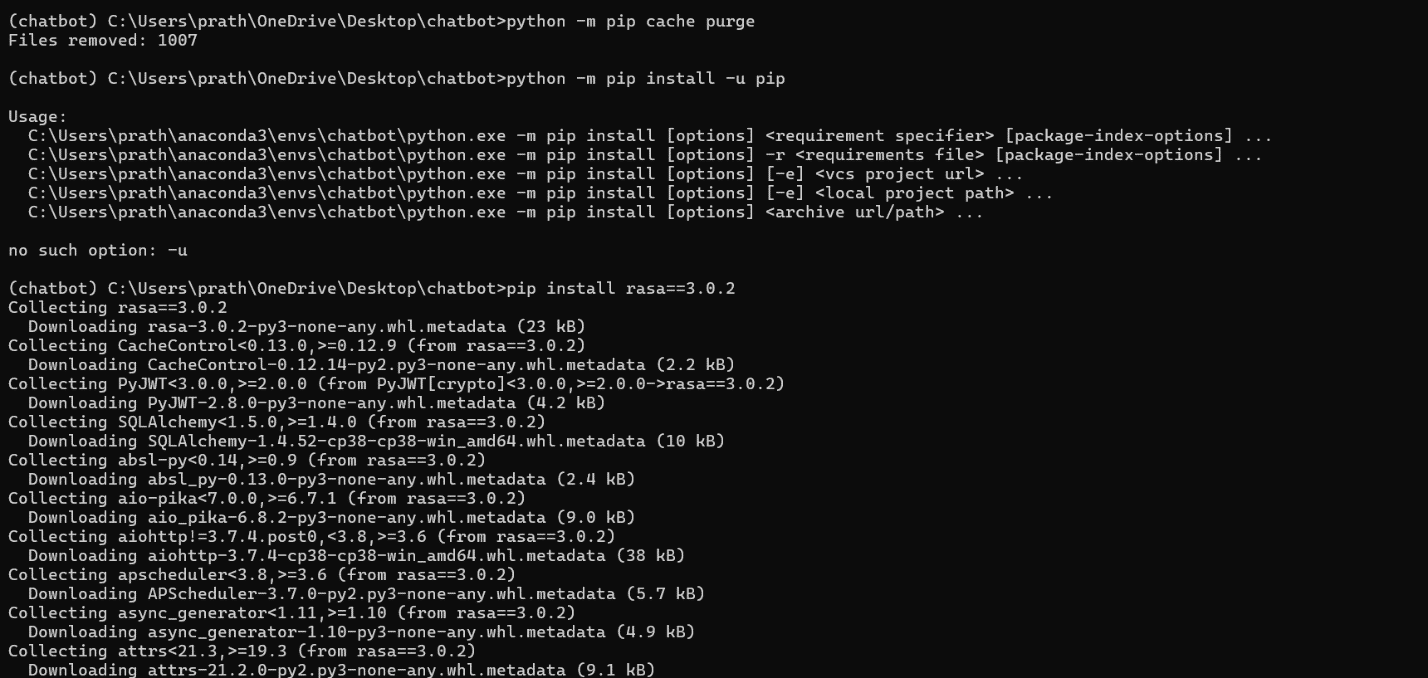 (chatbot) C:\Users\prath\OneDrive\Desktop\chatbot>python -m pip cache purge
Files removed: 1007
(chatbot) C:\Users\prath\OneDrive\Desktop\chatbot>python -m pip install -u pip
Usage:
  C:\Users\prath\anaconda3\envs\chatbot\python.exe -m pip install [options] <requirement specifier> [package-index-options] ...
  C:\Users\prath\anaconda3\envs\chatbot\python.exe -m pip install [options] -r <requirements file> [package-index-options] ...
  C:\Users\prath\anaconda3\envs\chatbot\python.exe -m pip install [options] [-e] <vcs project url> ...
  C:\Users\prath\anaconda3\envs\chatbot\python.exe -m pip install [options] [-e] <local project path> ...
  C:\Users\prath\anaconda3\envs\chatbot\python.exe -m pip install [options] <archive url/path> ...
no such option: -u
(chatbot) C:\Users\prath\OneDrive\Desktop\chatbot>pip install rasa==3.0.2
Collecting rasa==3.0.2
  Downloading rasa-3.0.2-py3-none-any.whl.metadata (23 kB)
Collecting CacheControl<0.13.0,>=0.12.9 (from rasa==3.0.2)
  Downloading CacheControl-0.12.14-py2.py3-none-any.whl.metadata (2.2 kB)
Collecting PyJWT<3.0.0,>=2.0.0 (from PyJWT[crypto]<3.0.0,>=2.0.0->rasa==3.0.2)
  Downloading PyJWT-2.8.0-py3-none-any.whl.metadata (4.2 kB)
Collecting SQLAlchemy<1.5.0,>=1.4.0 (from rasa==3.0.2)
  Downloading SQLAlchemy-1.4.52-cp38-cp38-win_amd64.whl.metadata (10 kB)
Collecting absl-py<0.14,>=0.9 (from rasa==3.0.2)
  Downloading absl_py-0.13.0-py3-none-any.whl.metadata (2.4 kB)
Collecting aio-pika<7.0.0,>=6.7.1 (from rasa==3.0.2)
  Downloading aio_pika-6.8.2-py3-none-any.whl.metadata (9.0 kB)
Collecting aiohttp!=3.7.4.post0,<3.8,>=3.6 (from rasa==3.0.2)
  Downloading aiohttp-3.7.4-cp38-cp38-win_amd64.whl.metadata (38 kB)
Collecting apscheduler<3.8,>=3.6 (from rasa==3.0.2)
  Downloading APScheduler-3.7.0-py2.py3-none-any.whl.metadata (5.7 kB)
Collecting async_generator<1.11,>=1.10 (from rasa==3.0.2)
  Downloading async_generator-1.10-py3-none-any.whl.metadata (4.9 kB)
Collecting attrs<21.3,>=19.3 (from rasa==3.0.2)
  Downloading attrs-21.2.0-py2.py3-none-any.whl.metadata (9.1 kB)